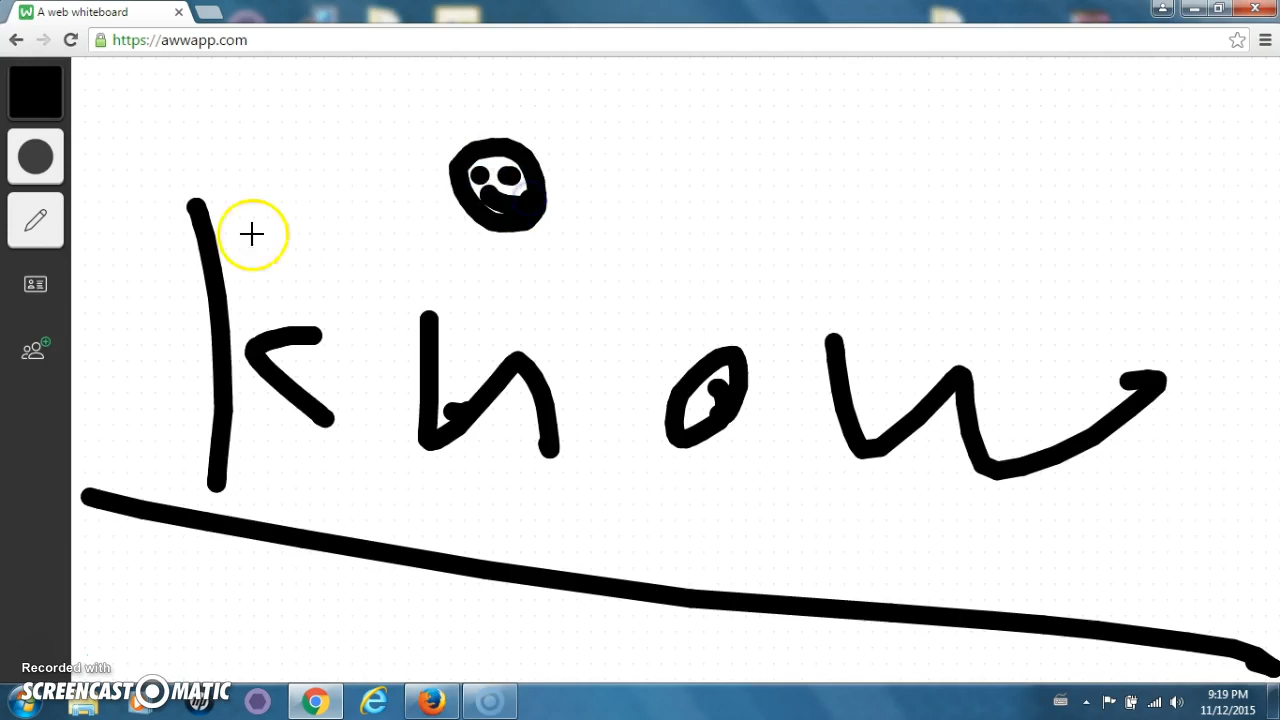 A web whiteboard
https://awwapp.com
know
Recorded with
SCREENCAST MATIC
9:19 PM
11/12/2015